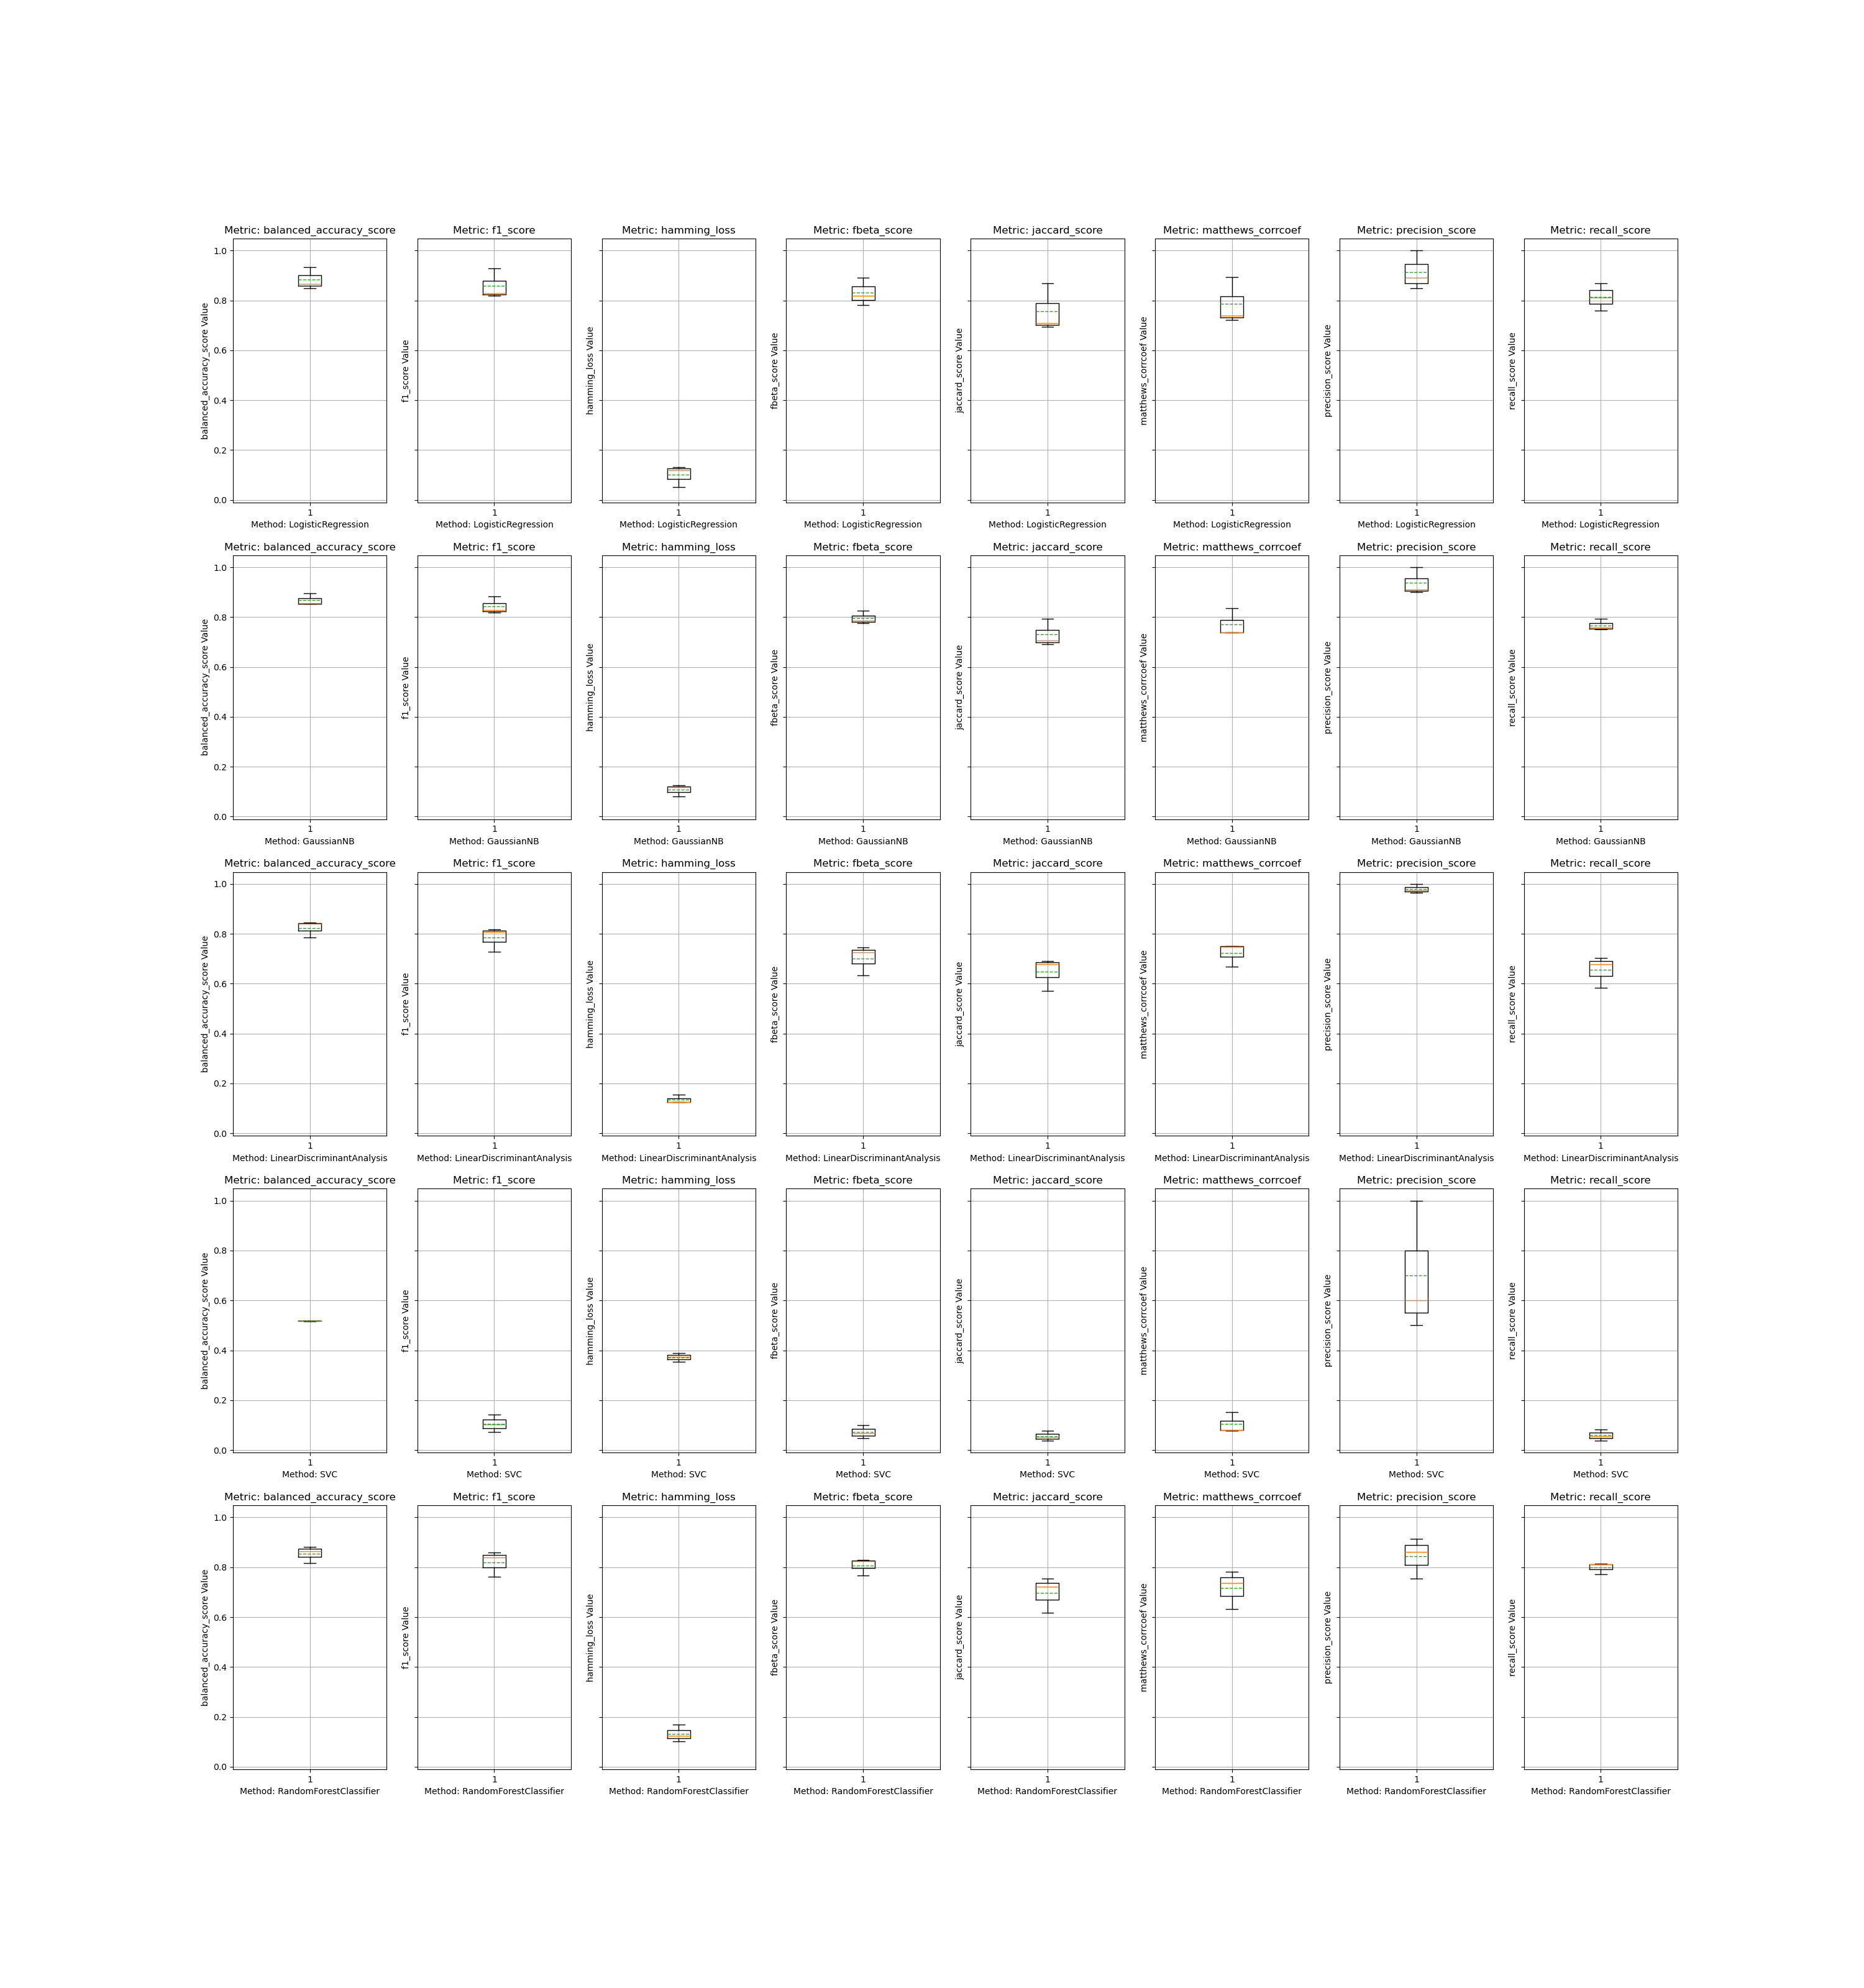 Metric: balanced_accuracy_score Metric: f1_score Metric: hamming_loss Metric: fbeta_score Metric: jaccard_score Metric: matthews_corrcoef Metric: precision_score Metric: recall_score
balanced_accuracy_score Value
1.0
0.8
0.6
0.4
0.2
0.0
f1_score Value
hamming_loss Value
fbeta_score Value
jaccard_score Value
matthews_corrcoef Value
precision_score Value
recall_score Value
1 1 1 1 1 1 1 1
Method: LogisticRegression Method: LogisticRegression Method: LogisticRegression Method: LogisticRegression Method: LogisticRegression Method: LogisticRegression Method: LogisticRegression Method: LogisticRegression
Metric: balanced_accuracy_score Metric: f1_score Metric: hamming_loss Metric: fbeta_score Metric: jaccard_score Metric: matthews_corrcoef Metric: precision_score Metric: recall_score
balanced_accuracy_score Value
1.0
0.8
0.6
0.4
0.2
0.0
f1_score Value
hamming_loss Value
fbeta_score Value
jaccard_score Value
matthews_corrcoef Value
precision_score Value
recall_score Value
1 1 1 1 1 1 1 1
Method: GaussianNB Method: GaussianNB Method: GaussianNB Method: GaussianNB Method: GaussianNB Method: GaussianNB Method: GaussianNB Method: GaussianNB
Metric: balanced_accuracy_score Metric: f1_score Metric: hamming_loss Metric: fbeta_score Metric: jaccard_score Metric: matthews_corrcoef Metric: precision_score Metric: recall_score
balanced_accuracy_score Value
1.0
0.8
0.6
0.4
0.2
0.0
f1_score Value
hamming_loss Value
fbeta_score Value
jaccard_score Value
matthews_corrcoef Value
precision_score Value
recall_score Value
1 1 1 1 1 1 1 1
Method: LinearDiscriminantAnalysis Method: LinearDiscriminantAnalysis Method: LinearDiscriminantAnalysis Method: LinearDiscriminantAnalysis Method: LinearDiscriminantAnalysis Method: LinearDiscriminantAnalysis Method: LinearDiscriminantAnalysis Method: LinearDiscriminantAnalysis
Metric: balanced_accuracy_score Metric: f1_score Metric: hamming_loss Metric: fbeta_score Metric: jaccard_score Metric: matthews_corrcoef Metric: precision_score Metric: recall_score
balanced_accuracy_score Value
1.0
0.8
0.6
0.4
0.2
0.0
f1_score Value
hamming_loss Value
fbeta_score Value
jaccard_score Value
matthews_corrcoef Value
precision_score Value
recall_score Value
1 1 1 1 1 1 1 1
Method: SVC Method: SVC Method: SVC Method: SVC Method: SVC Method: SVC Method: SVC Method: SVC
Metric: balanced_accuracy_score Metric: f1_score Metric: hamming_loss Metric: fbeta_score Metric: jaccard_score Metric: matthews_corrcoef Metric: precision_score Metric: recall_score
balanced_accuracy_score Value
1.0
0.8
0.6
0.4
0.2
0.0
f1_score Value
hamming_loss Value
fbeta_score Value
jaccard_score Value
matthews_corrcoef Value
precision_score Value
recall_score Value
1 1 1 1 1 1 1 1
Method: RandomForestClassifier Method: RandomForestClassifier Method: RandomForestClassifier Method: RandomForestClassifier Method: RandomForestClassifier Method: RandomForestClassifier Method: RandomForestClassifier Method: RandomForestClassifier